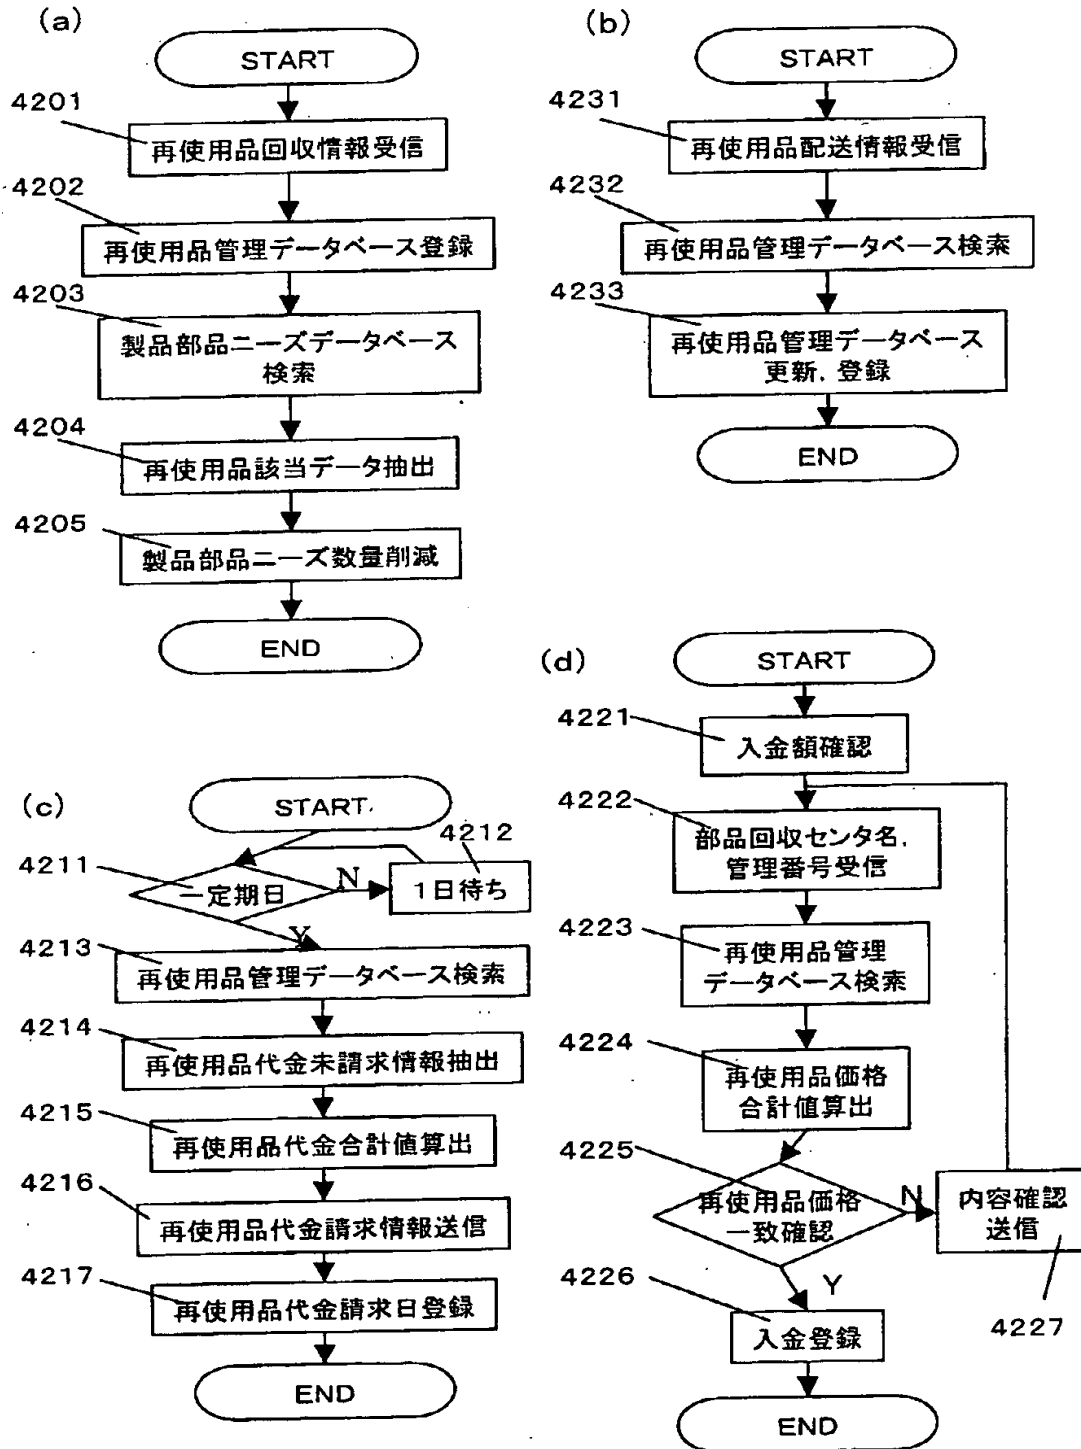 (a)
START
4201
再使用品回収情報受信
4202
再使用品管理データベース登録
4203
製品部品ニーズデータベース
検索
4204
再使用品該当データ抽出
4205
製品部品ニーズ数量削減
END
(b)
START
4231
再使用品配送情報受信
4232
再使用品管理データベース検索
4233
再使用品管理データベース
更新,登録
END
(c)
START
4211
一定期日
N
4212
1日待ち
Y
4213
再使用品管理データベース検索
4214
再使用品代金未請求情報抽出
4215
再使用品代金合計値算出
4216
再使用品代金請求情報送信
4217
再使用品代金請求日登録
END
(d)
START
4221
入金額確認
4222
部品回収センタ名,
管理番号受信
4223
再使用品管理
データベース検索
4224
再使用品価格
合計値算出
4225
再使用品価格
一致確認
N
内容確認
送信
4227
Y
4226
入金登録
END